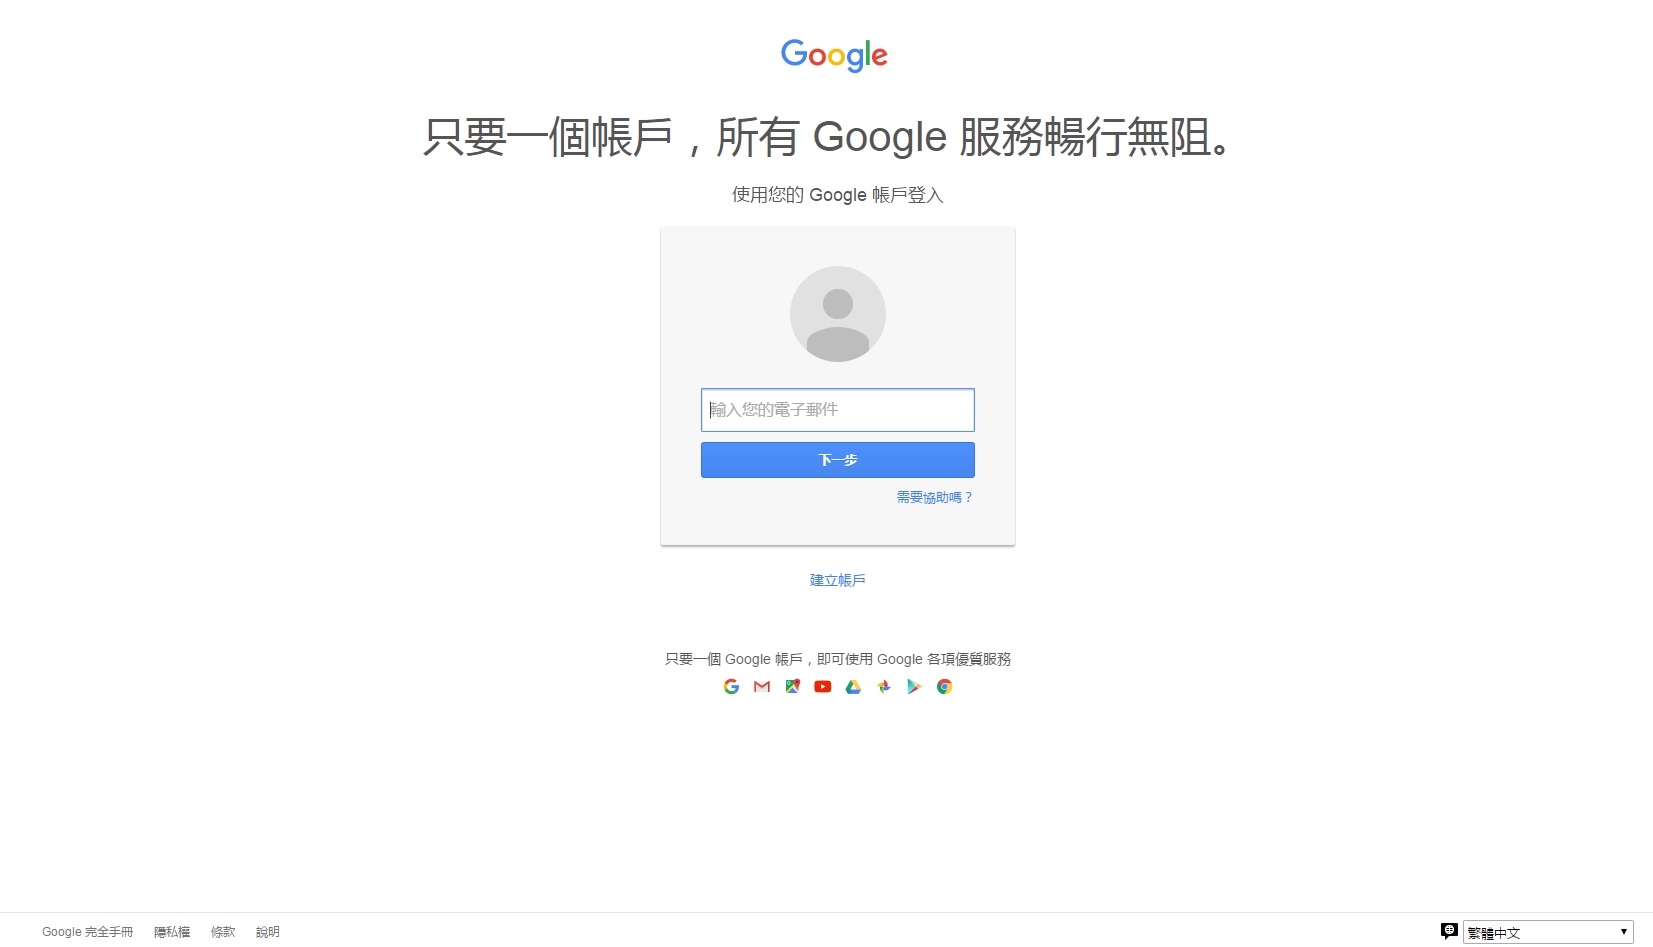 Google
只要一個帳戶，所有 Google 服務暢行無阻。
使用您的 Google 帳戶登入
輸入您的電子郵件
下一步
需要協助嗎？
建立帳戶
只要一個 Google 帳戶，即可使用 Google 各項優質服務
Google 完全手冊 隱私權 條款 說明
繁體中文